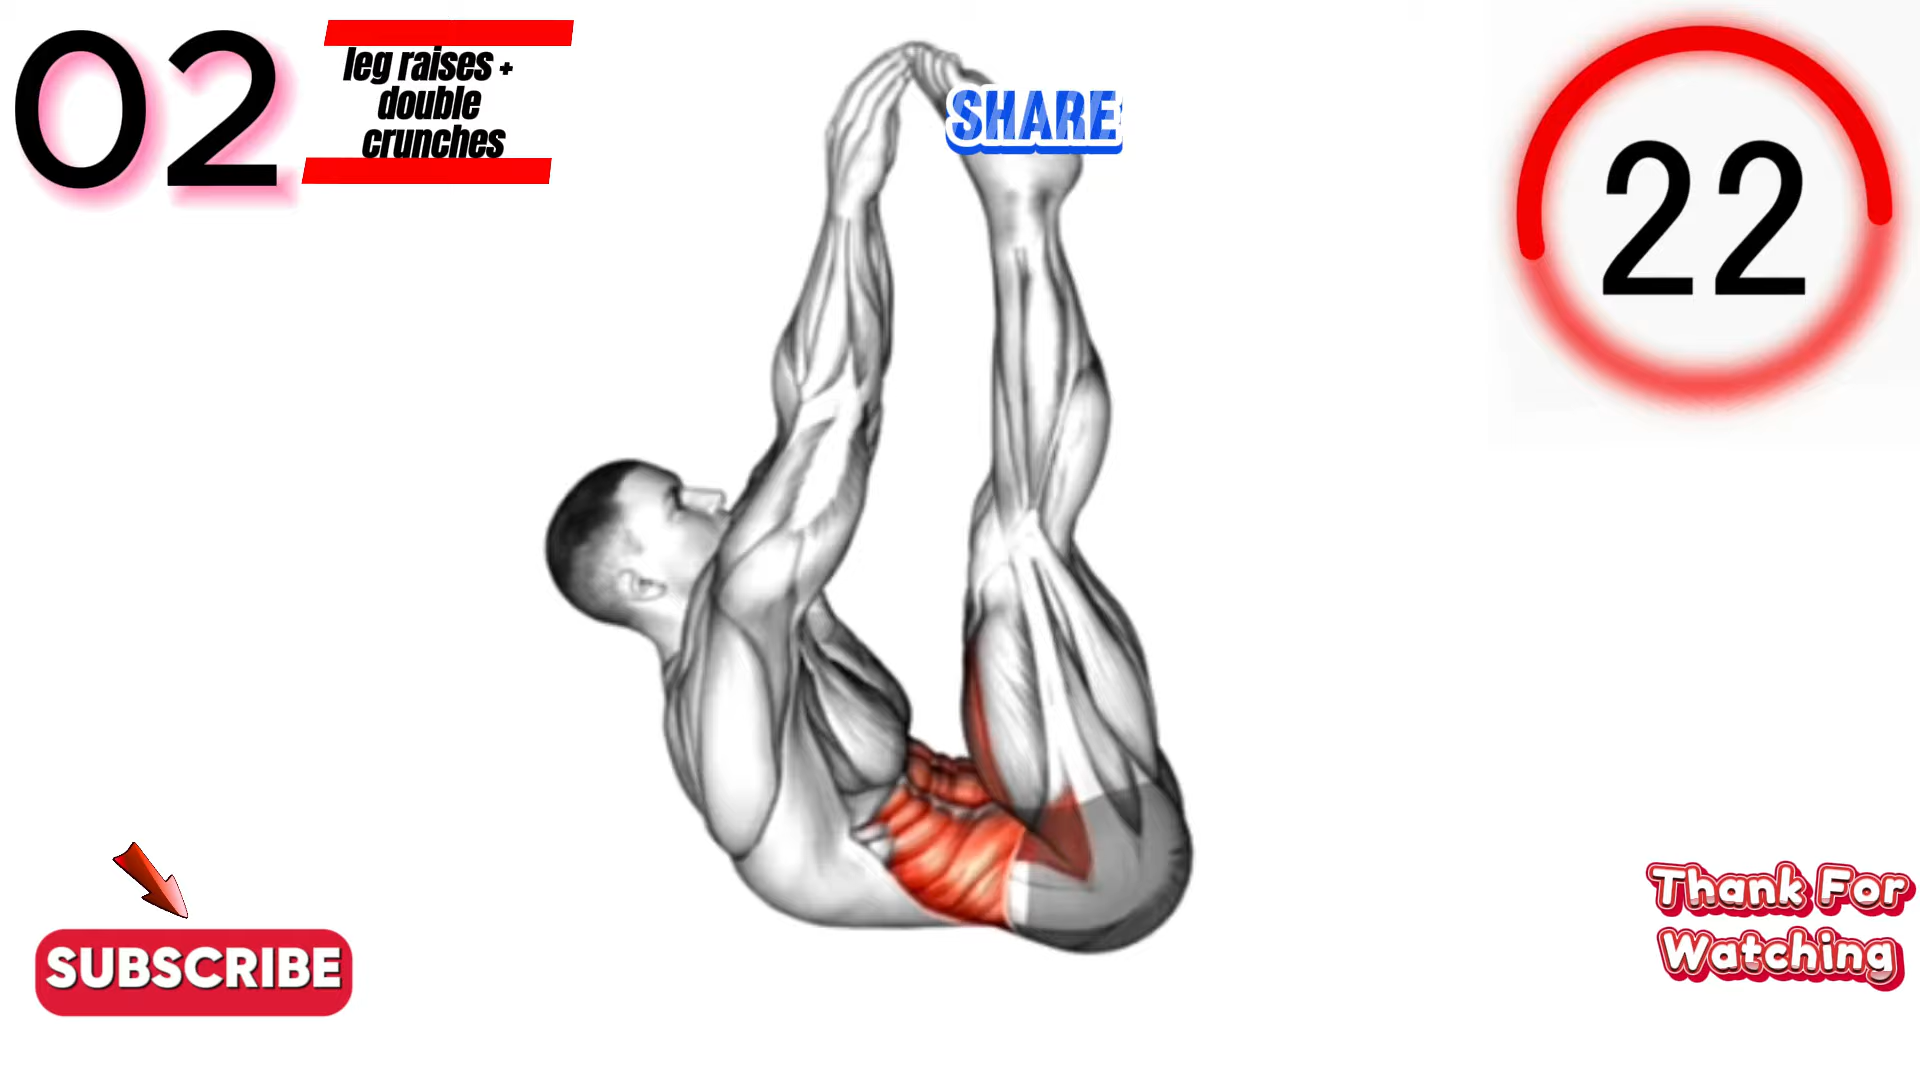 02
leg raises +
double
crunches
SHARE
22
SUBSCRIBE
Thank For
Watching